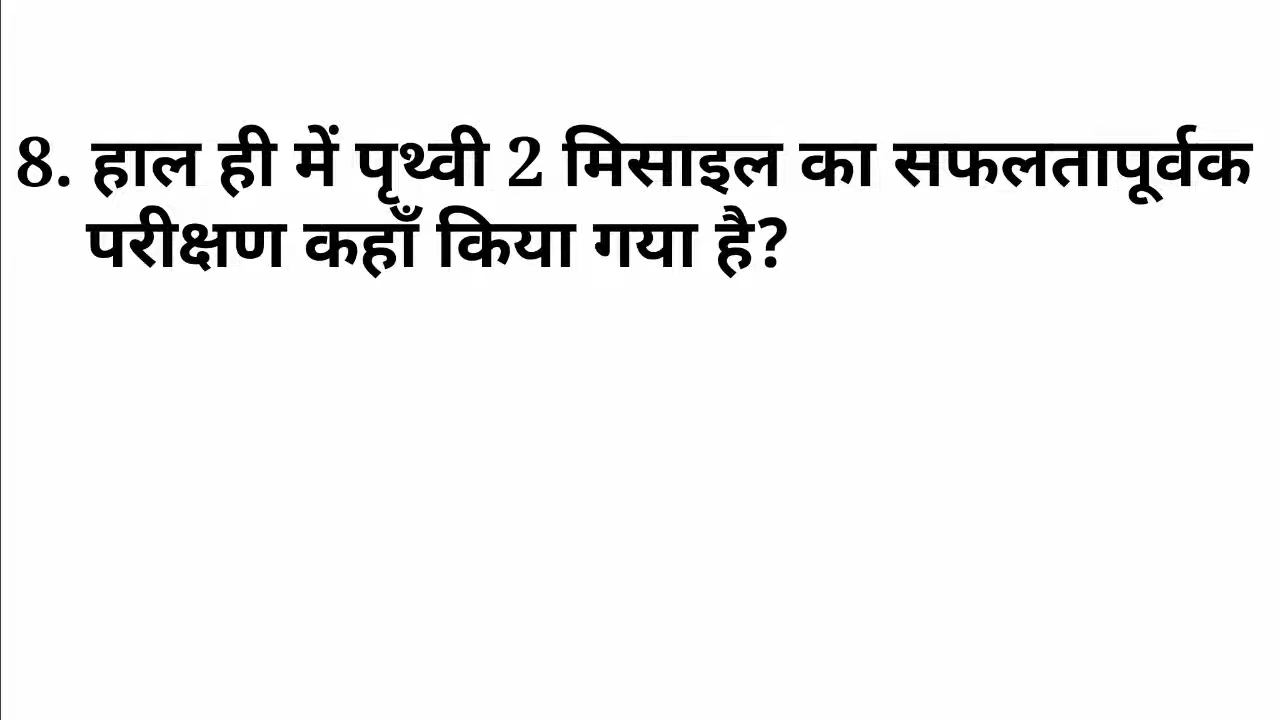 8. हाल ही में पृथ्वी 2 मिसाइल का सफलतापूर्वक
परीक्षण कहाँ किया गया है?